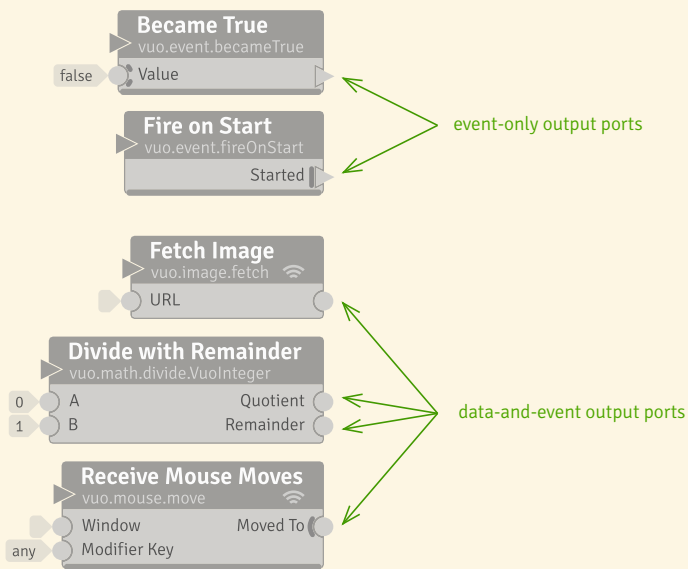 Became True
vuo.event.becameTrue
false
Value
event-only output ports
Fire on Start
vuo.event.fireOnStart
Started
Fetch Image
vuo.image.fetch
URL
Divide with Remainder
vuo.math.divide.VuoInteger
0 A Quotient
1 B Remainder
data-and-event output ports
Receive Mouse Moves
vuo.mouse.move
Window Moved To
any Modifier Key